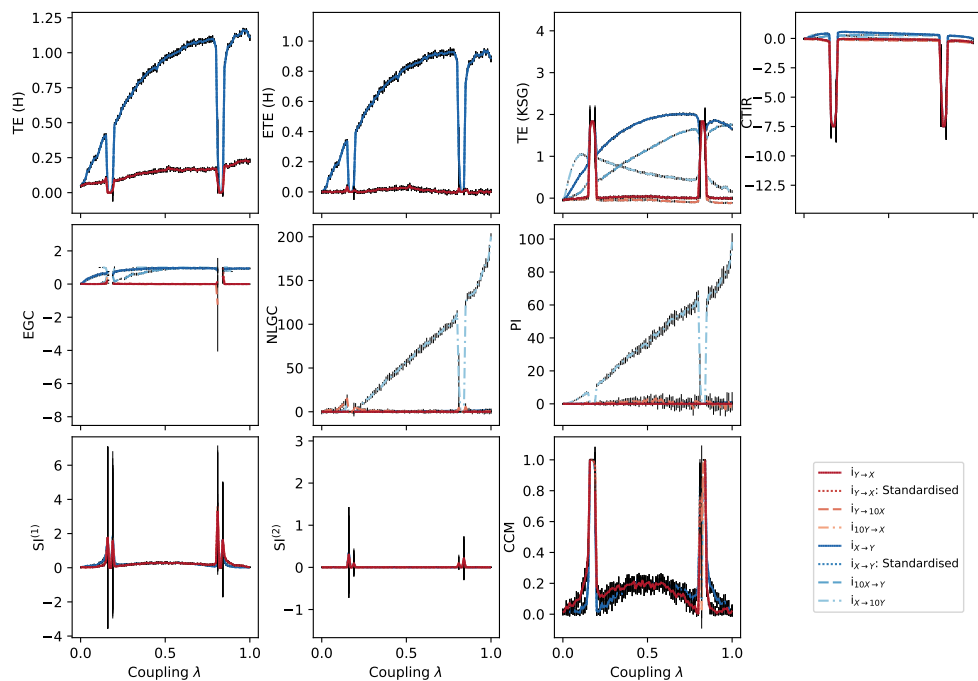 1.25
1.00
0.75
0.50
0.25
0.00
TE (H)
1.0
0.8
0.6
0.4
0.2
0.0
ETE (H)
4
3
2
1
0
TE (KSG)
0.0
−2.5
−5.0
−7.5
−10.0
−12.5
CTIR
2
0
−2
−4
−6
−8
EGC
200
150
100
50
0
NLGC
100
80
60
40
20
0
PI
6
4
2
0
−2
−4
SI(1)
0.0 0.5 1.0
Coupling λ
3
2
1
0
−1
SI(2)
0.0 0.5 1.0
Coupling λ
1.0
0.8
0.6
0.4
0.2
0.0
CCM
0.0 0.5 1.0
Coupling λ
iY→X
iY→X: Standardised
iY→10X
i10Y→X
iX→Y
iX→Y: Standardised
i10X→Y
iX→10Y